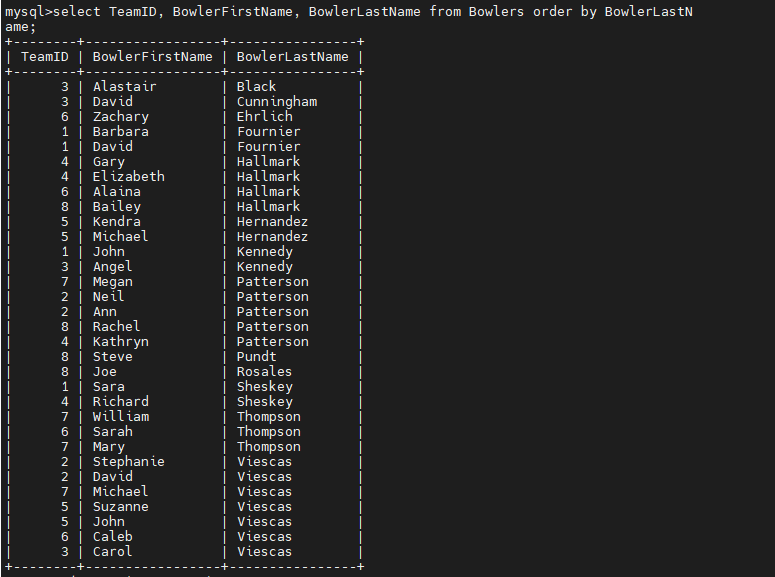 mysql>select TeamID, BowlerFirstName, BowlerLastName from Bowlers order by BowlerLastN
ame;
+--------+-----------------+----------------+
| TeamID | BowlerFirstName | BowlerLastName |
+--------+-----------------+----------------+
|      3 | Alastair        | Black          |
|      3 | David           | Cunningham     |
|      6 | Zachary         | Ehrlich        |
|      1 | Barbara         | Fournier       |
|      1 | David           | Fournier       |
|      4 | Gary            | Hallmark       |
|      4 | Elizabeth       | Hallmark       |
|      6 | Alaina          | Hallmark       |
|      8 | Bailey          | Hallmark       |
|      5 | Kendra          | Hernandez      |
|      5 | Michael         | Hernandez      |
|      1 | John            | Kennedy        |
|      3 | Angel           | Kennedy        |
|      7 | Megan           | Patterson      |
|      2 | Neil            | Patterson      |
|      2 | Ann             | Patterson      |
|      8 | Rachel          | Patterson      |
|      4 | Kathryn         | Patterson      |
|      8 | Steve           | Pundt          |
|      8 | Joe             | Rosales        |
|      1 | Sara            | Sheskey        |
|      4 | Richard         | Sheskey        |
|      7 | William         | Thompson       |
|      6 | Sarah           | Thompson       |
|      7 | Mary            | Thompson       |
|      2 | Stephanie       | Viescas        |
|      2 | David           | Viescas        |
|      7 | Michael         | Viescas        |
|      5 | Suzanne         | Viescas        |
|      5 | John            | Viescas        |
|      6 | Caleb           | Viescas        |
|      3 | Carol           | Viescas        |
+--------+-----------------+----------------+